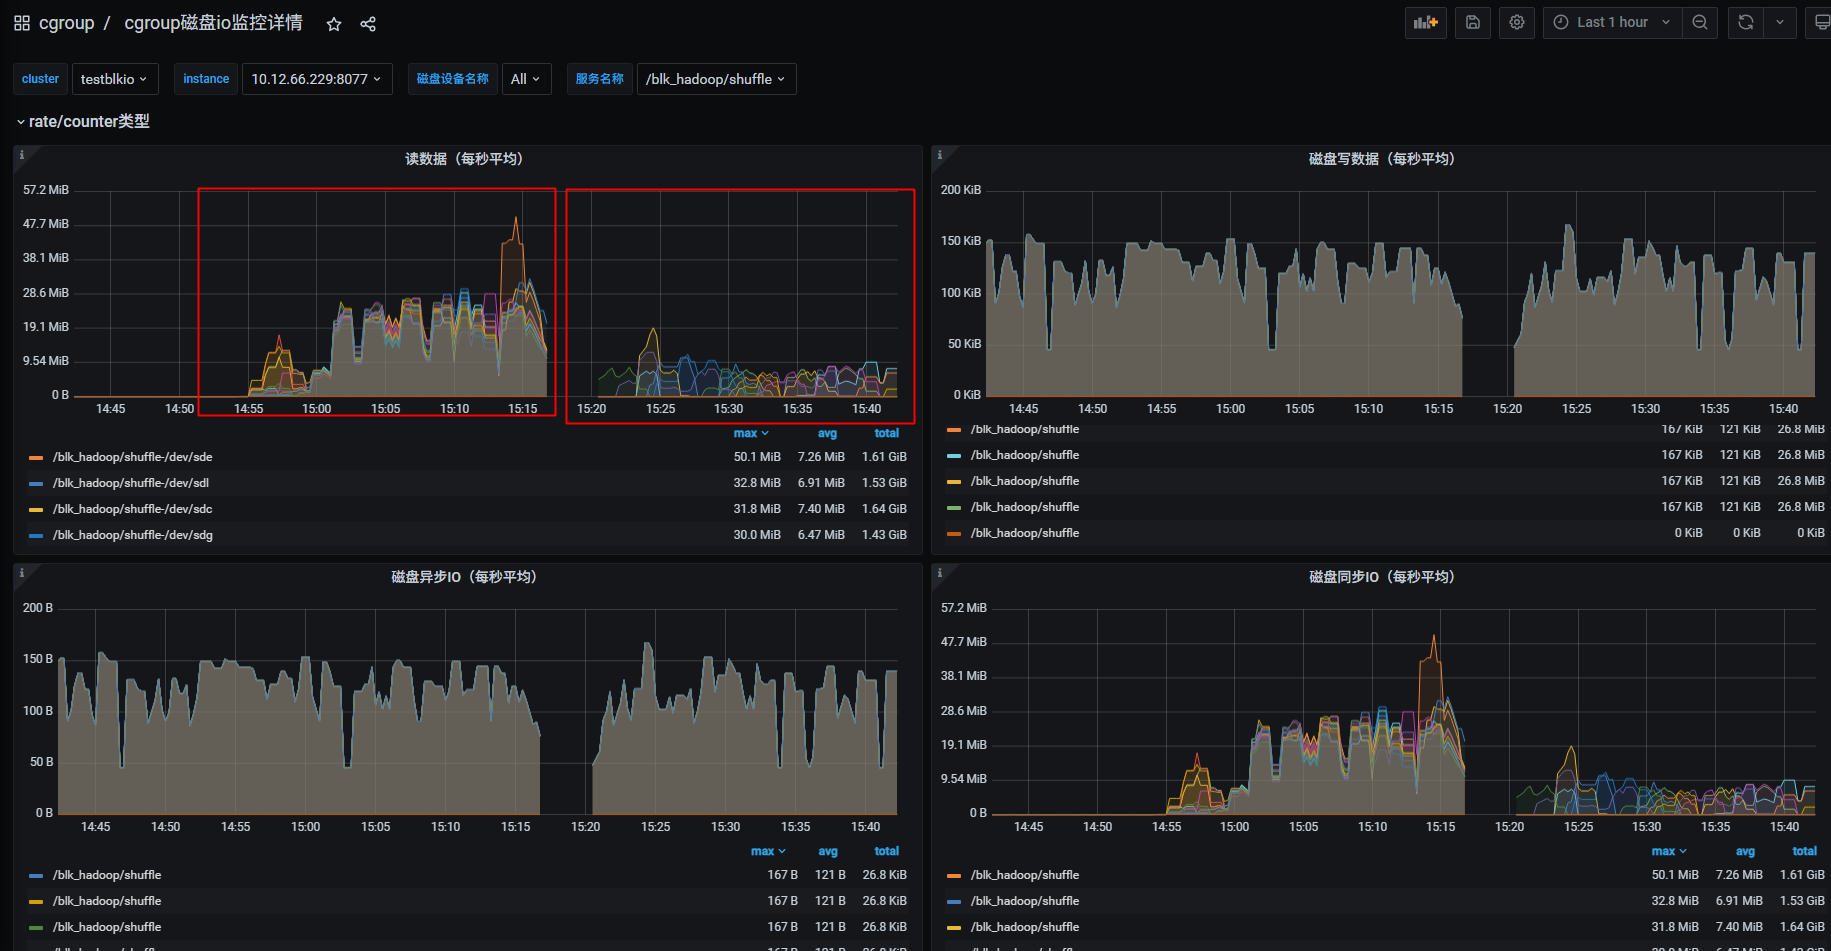 cgroup / cgroup磁盘io监控详情
Last 1 hour
cluster testblkio instance 10.12.66.229:8077 磁盘设备名称 All 服务名称 /blk_hadoop/shuffle
rate/counter类型
读数据（每秒平均）
57.2 MiB
47.7 MiB
38.1 MiB
28.6 MiB
19.1 MiB
9.54 MiB
0 B
14:45 14:50 14:55 15:00 15:05 15:10 15:15 15:20 15:25 15:30 15:35 15:40
max avg total
/blk_hadoop/shuffle-/dev/sde 50.1 MiB 7.26 MiB 1.61 GiB
/blk_hadoop/shuffle-/dev/sdl 32.8 MiB 6.91 MiB 1.53 GiB
/blk_hadoop/shuffle-/dev/sdc 31.8 MiB 7.40 MiB 1.64 GiB
/blk_hadoop/shuffle-/dev/sdg 30.0 MiB 6.47 MiB 1.43 GiB
磁盘写数据（每秒平均）
200 KiB
150 KiB
100 KiB
50 KiB
0 KiB
14:45 14:50 14:55 15:00 15:05 15:10 15:15 15:20 15:25 15:30 15:35 15:40
/blk_hadoop/shuffle 167 KiB 121 KiB 26.8 MiB
/blk_hadoop/shuffle 167 KiB 121 KiB 26.8 MiB
/blk_hadoop/shuffle 167 KiB 121 KiB 26.8 MiB
/blk_hadoop/shuffle 167 KiB 121 KiB 26.8 MiB
/blk_hadoop/shuffle 0 KiB 0 KiB 0 KiB
磁盘异步IO（每秒平均）
200 B
150 B
100 B
50 B
0 B
14:45 14:50 14:55 15:00 15:05 15:10 15:15 15:20 15:25 15:30 15:35 15:40
max avg total
/blk_hadoop/shuffle 167 B 121 B 26.8 KiB
/blk_hadoop/shuffle 167 B 121 B 26.8 KiB
/blk_hadoop/shuffle 167 B 121 B 26.8 KiB
磁盘同步IO（每秒平均）
57.2 MiB
47.7 MiB
38.1 MiB
28.6 MiB
19.1 MiB
9.54 MiB
0 B
14:45 14:50 14:55 15:00 15:05 15:10 15:15 15:20 15:25 15:30 15:35 15:40
max avg total
/blk_hadoop/shuffle 50.1 MiB 7.26 MiB 1.61 GiB
/blk_hadoop/shuffle 32.8 MiB 6.91 MiB 1.53 GiB
/blk_hadoop/shuffle 31.8 MiB 7.40 MiB 1.64 GiB